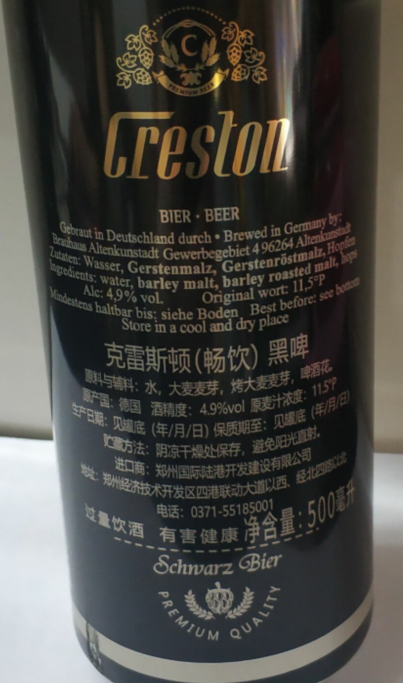 C
PREMIUM BEER
Creston
BIER · BEER
Gebraut in Deutschland durch • Brewed in Germany by:
Brauhaus Altenkunstadt Gewerbegebiet 4 96264 Altenkunstadt
Zutaten: Wasser, Gerstenmalz, Gerstenröstmalz, Hopfen
Ingredients: water, barley malt, barley roasted malt, hops
Alc: 4,9% vol. Original wort: 11,5°P
Mindestens haltbar bis: siehe Boden Best before: see bottom
Store in a cool and dry place
克雷斯顿(畅饮)黑啤
原料与辅料：水，大麦麦芽，烤大麦麦芽，啤酒花。
原产国：德国 酒精度：4.9%vol 原麦汁浓度：11.5°P
生产日期：见罐底(年/月/日) 保质期至：见罐底(年/月/日)
贮藏方法：阴凉干燥处保存，避免阳光直射。
进口商：郑州国际陆港开发建设有限公司
地址：郑州经济技术开发区四港联动大道以西、经北四路以北
电话：0371-55185001
过量饮酒 有害健康 净含量：500毫升
Schwarz Bier
PREMIUM QUALITY